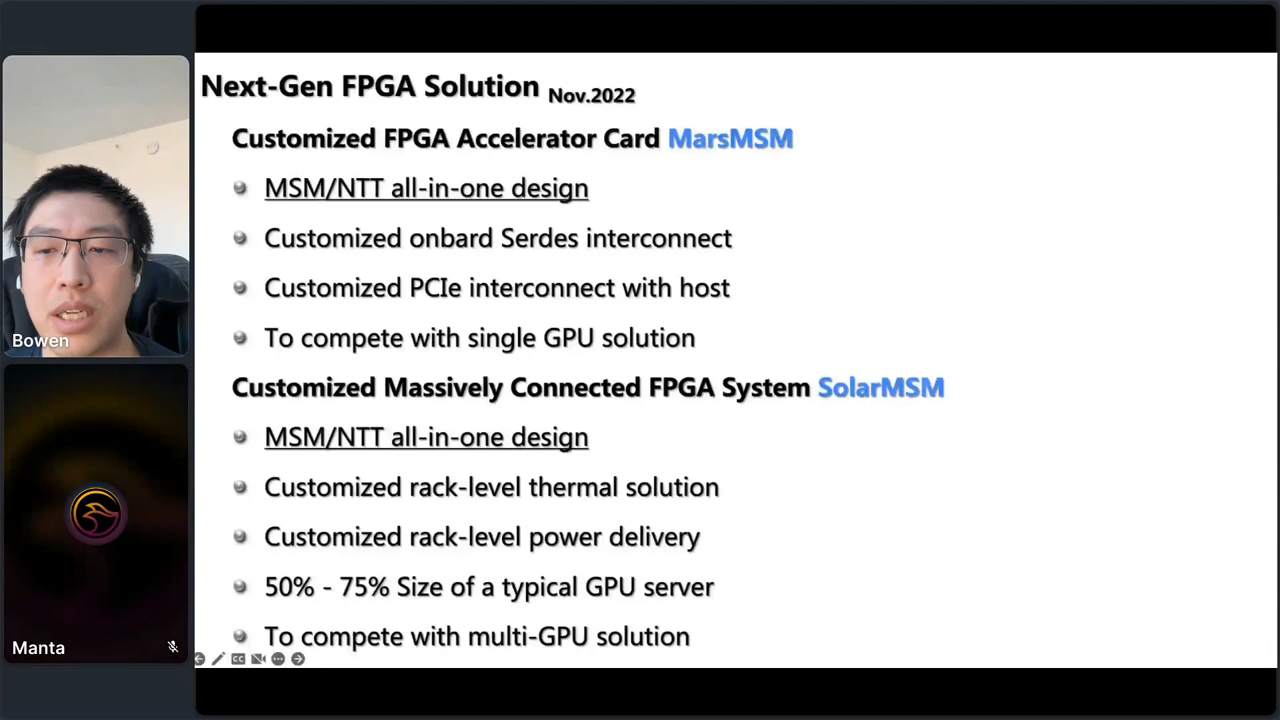 Next-Gen FPGA Solution Nov.2022
Customized FPGA Accelerator Card MarsMSM
MSM/NTT all-in-one design
Customized onbard Serdes interconnect
Customized PCIe interconnect with host
To compete with single GPU solution
Customized Massively Connected FPGA System SolarMSM
MSM/NTT all-in-one design
Customized rack-level thermal solution
Customized rack-level power delivery
50% - 75% Size of a typical GPU server
To compete with multi-GPU solution
Bowen
Manta
CC